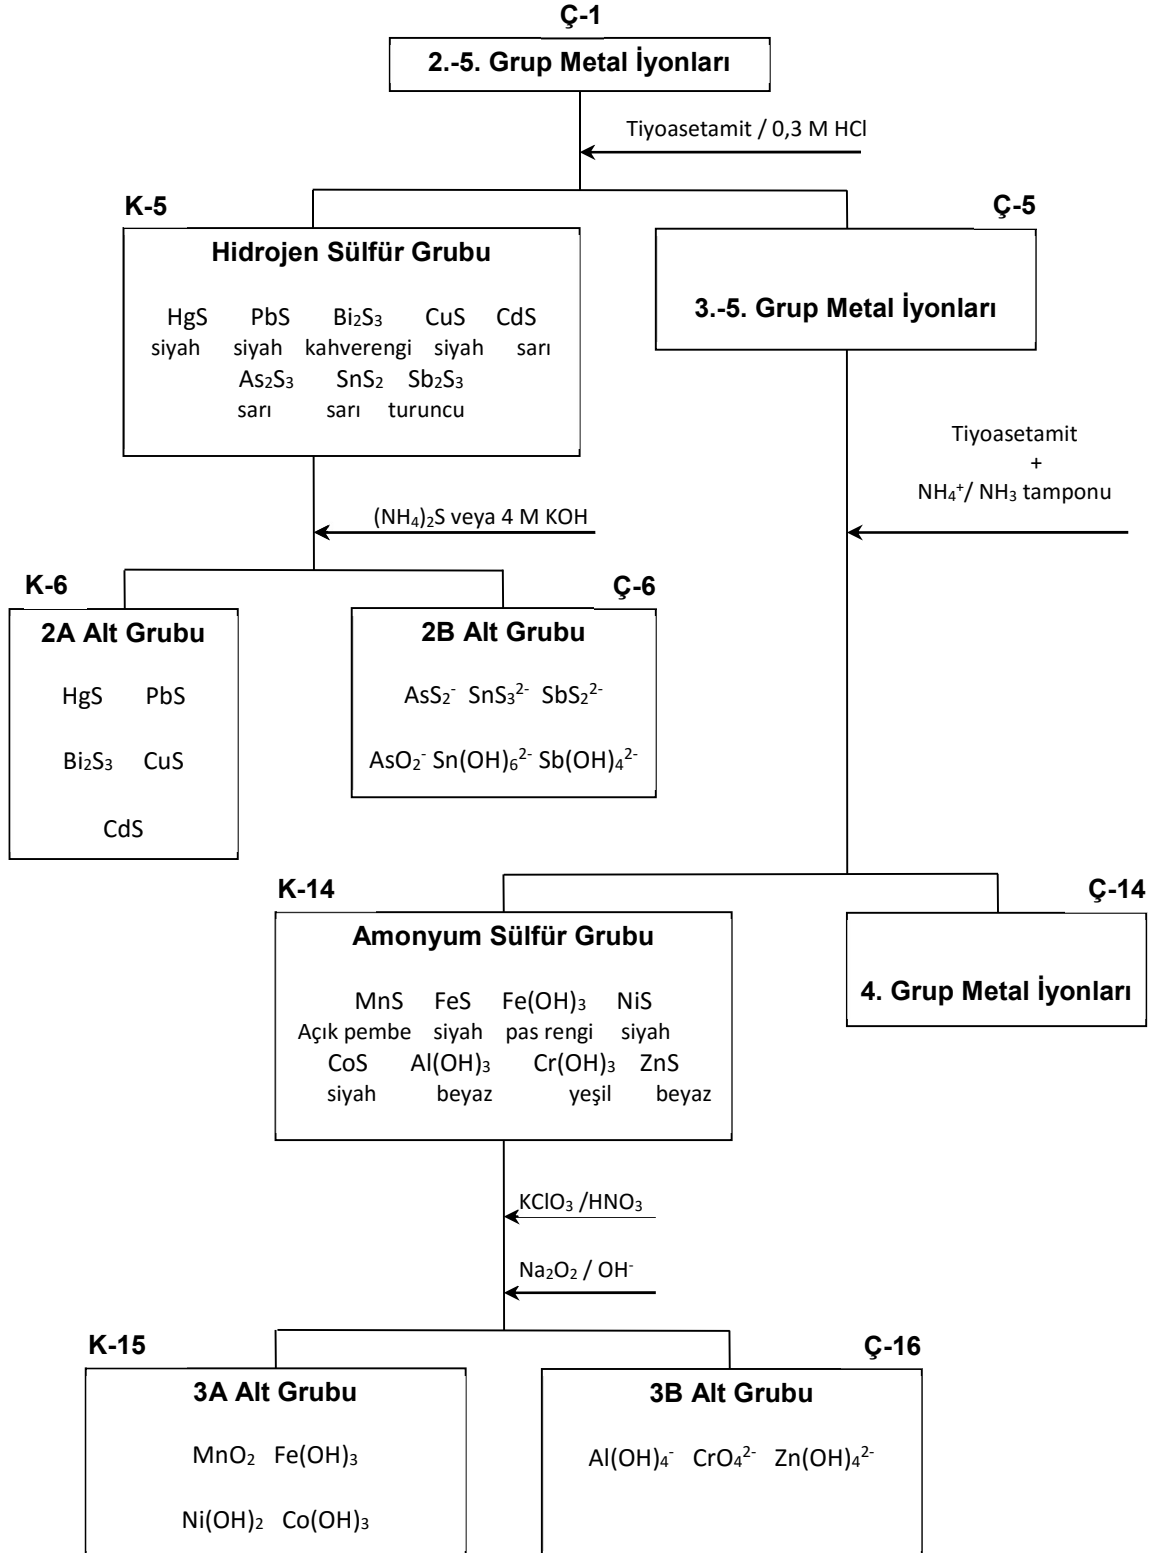 Ç-1
2.-5. Grup Metal İyonları
Tiyoasetamit / 0,3 M HCl
K-5
Ç-5
Hidrojen Sülfür Grubu
HgS PbS Bi₂S₃ CuS CdS
siyah siyah kahverengi siyah sarı
As₂S₃ SnS₂ Sb₂S₃
sarı sarı turuncu
3.-5. Grup Metal İyonları
Tiyoasetamit
+
NH₄⁺/ NH₃ tamponu
(NH₄)₂S veya 4 M KOH
K-6
Ç-6
2A Alt Grubu
HgS PbS
Bi₂S₃ CuS
CdS
2B Alt Grubu
AsS₂⁻ SnS₃²⁻ SbS₂²⁻
AsO₂⁻ Sn(OH)₆²⁻ Sb(OH)₄²⁻
K-14
Ç-14
Amonyum Sülfür Grubu
MnS FeS Fe(OH)₃ NiS
Açık pembe siyah pas rengi siyah
CoS Al(OH)₃ Cr(OH)₃ ZnS
siyah beyaz yeşil beyaz
4. Grup Metal İyonları
KClO₃ /HNO₃
Na₂O₂ / OH⁻
K-15
Ç-16
3A Alt Grubu
MnO₂ Fe(OH)₃
Ni(OH)₂ Co(OH)₃
3B Alt Grubu
Al(OH)₄⁻ CrO₄²⁻ Zn(OH)₄²⁻